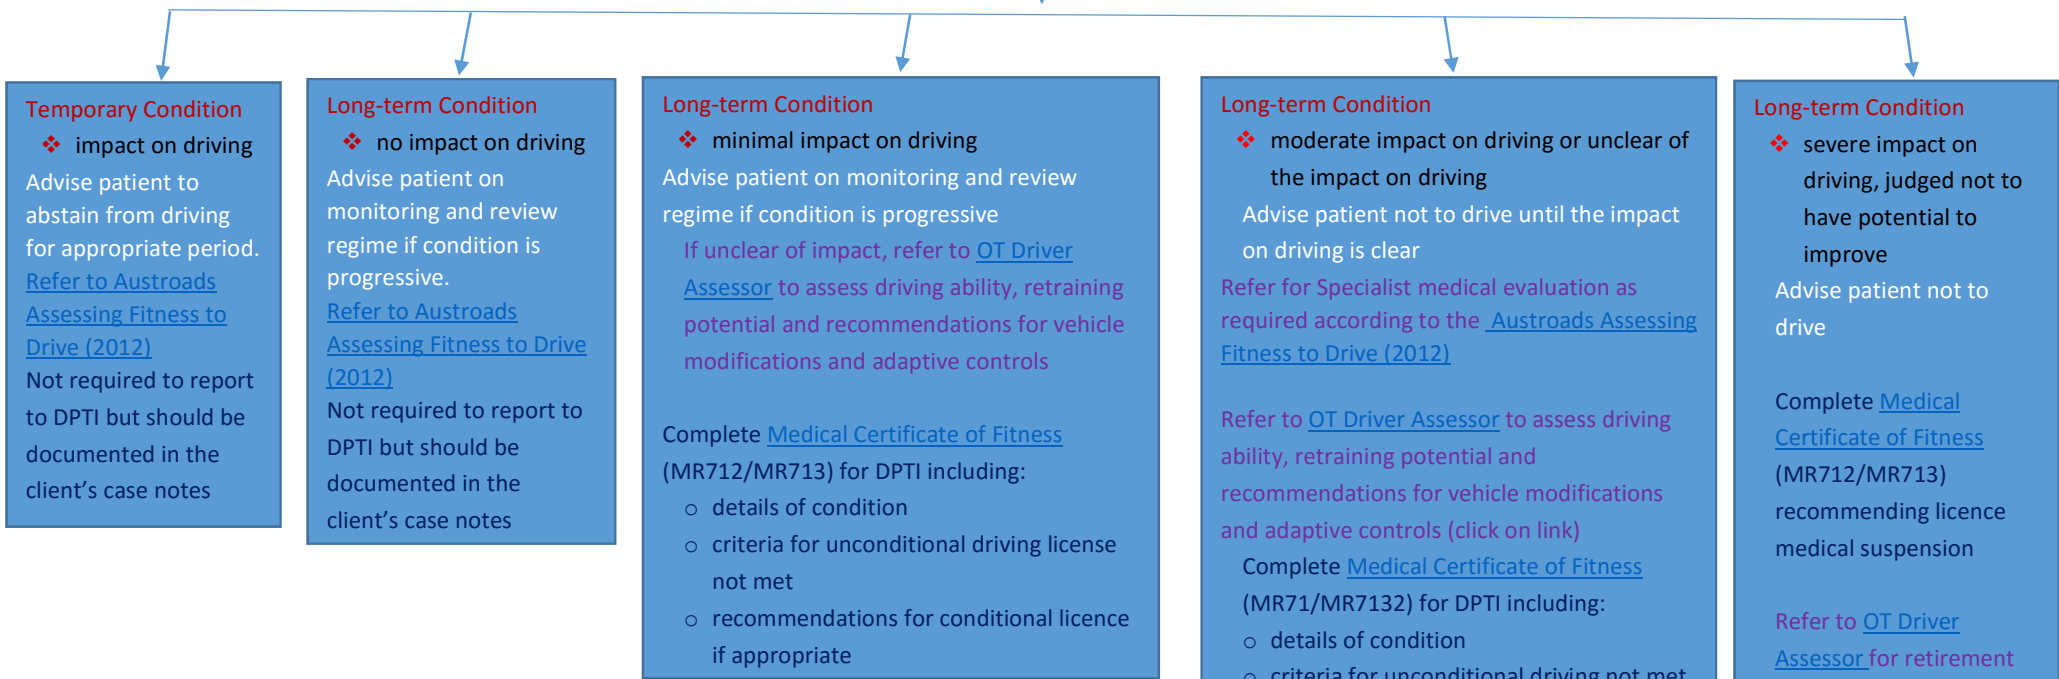 Temporary Condition
❖ impact on driving
Advise patient to
abstain from driving
for appropriate period.
Refer to Austroads
Assessing Fitness to
Drive (2012)
Not required to report
to DPTI but should be
documented in the
client's case notes
Long-term Condition
❖ no impact on driving
Advise patient on
monitoring and review
regime if condition is
progressive.
Refer to Austroads
Assessing Fitness to Drive
(2012)
Not required to report to
DPTI but should be
documented in the
client's case notes
Long-term Condition
❖ minimal impact on driving
Advise patient on monitoring and review
regime if condition is progressive
If unclear of impact, refer to OT Driver
Assessor to assess driving ability, retraining
potential and recommendations for vehicle
modifications and adaptive controls
Complete Medical Certificate of Fitness
(MR712/MR713) for DPTI including:
o details of condition
o criteria for unconditional driving license
not met
o recommendations for conditional licence
if appropriate
Long-term Condition
❖ moderate impact on driving or unclear of
the impact on driving
Advise patient not to drive until the impact
on driving is clear
Refer for Specialist medical evaluation as
required according to the Austroads Assessing
Fitness to Drive (2012)
Refer to OT Driver Assessor to assess driving
ability, retraining potential and
recommendations for vehicle modifications
and adaptive controls (click on link)
Complete Medical Certificate of Fitness
(MR71/MR7132) for DPTI including:
o details of condition
o criteria for unconditional driving not met
Long-term Condition
❖ severe impact on
driving, judged not to
have potential to
improve
Advise patient not to
drive
Complete Medical
Certificate of Fitness
(MR712/MR713)
recommending licence
medical suspension
Refer to OT Driver
Assessor for retirement